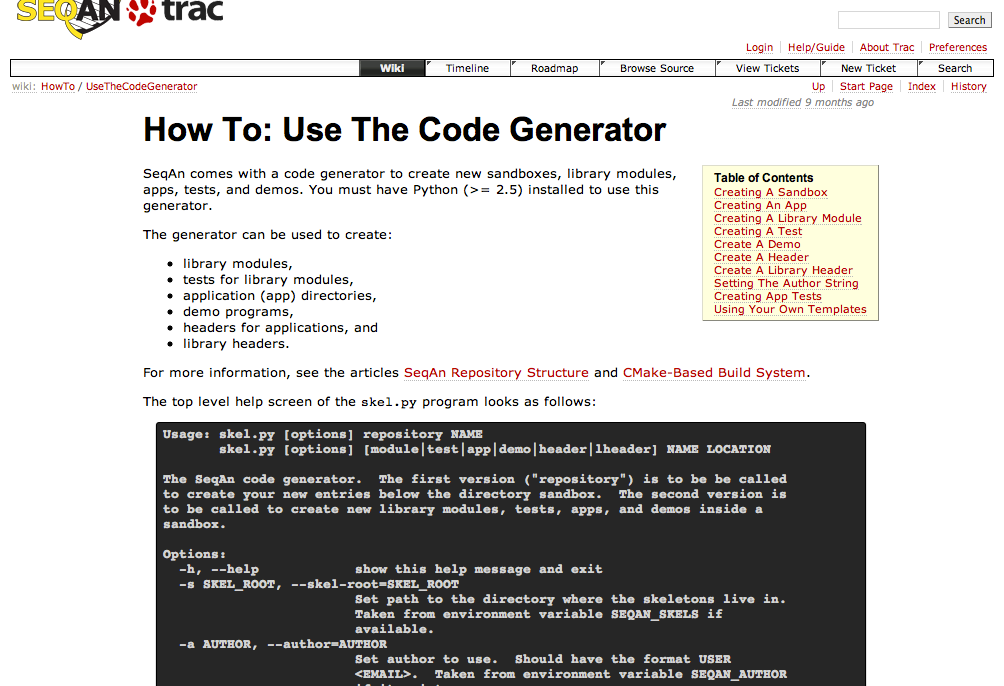 SEQAN trac
Search
Login Help/Guide About Trac Preferences
Wiki Timeline Roadmap Browse Source View Tickets New Ticket Search
wiki: HowTo / UseTheCodeGenerator
Up Start Page Index History
Last modified 9 months ago
How To: Use The Code Generator
SeqAn comes with a code generator to create new sandboxes, library modules,
apps, tests, and demos. You must have Python (>= 2.5) installed to use this
generator.
Table of Contents
Creating A Sandbox
Creating An App
Creating A Library Module
Creating A Test
Create A Demo
Create A Header
Create A Library Header
Setting The Author String
Creating App Tests
Using Your Own Templates
The generator can be used to create:
• library modules,
• tests for library modules,
• application (app) directories,
• demo programs,
• headers for applications, and
• library headers.
For more information, see the articles SeqAn Repository Structure and CMake-Based Build System.
The top level help screen of the skel.py program looks as follows:
Usage: skel.py [options] repository NAME
skel.py [options] [module|test|app|demo|header|lheader] NAME LOCATION
The SeqAn code generator.  The first version ("repository") is to be be called
to create your new entries below the directory sandbox.  The second version is
to be called to create new library modules, tests, apps, and demos inside a
sandbox.
Options:
-h, --help            show this help message and exit
-s SKEL_ROOT, --skel-root=SKEL_ROOT
Set path to the directory where the skeletons live in.
Taken from environment variable SEQAN_SKELS if
available.
-a AUTHOR, --author=AUTHOR
Set author to use.  Should have the format USER
<EMAIL>.  Taken from environment variable SEQAN_AUTHOR